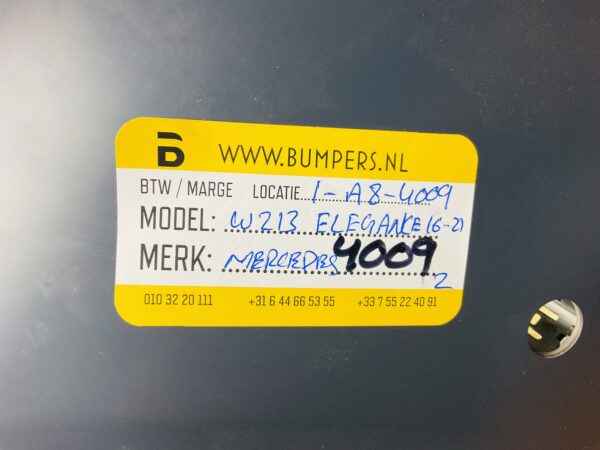 B WWW.BUMPERS.NL
BTW / MARGE LOCATIE... 1-A8-4009
MODEL: W213 ELEGANCE 16-21
MERK: MERCEDES 4009
2
010 32 20 111 +31 6 44 66 53 55 +33 7 55 22 40 91